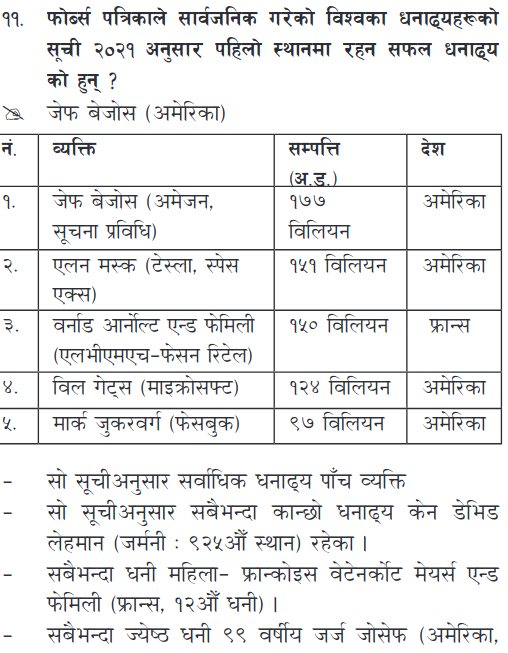 ११. फोर्ब्स पत्रिकाले सार्वजनिक गरेको विश्वका धनाढ्यहरूको
सूची २०२१ अनुसार पहिलो स्थानमा रहन सफल धनाढ्य
को हुन् ?
जेफ बेजोस (अमेरिका)
नं. व्यक्ति सम्पत्ति (अ.ड.) देश
१. जेफ बेजोस (अमेजन, सूचना प्रविधि) १७७ विलियन अमेरिका
२. एलन मस्क (टेस्ला, स्पेस एक्स) १५१ विलियन अमेरिका
३. वर्नाड आर्नोल्ट एन्ड फेमिली (एलभीएमएच-फेसन रिटेल) १५० विलियन फ्रान्स
४. विल गेट्स (माइक्रोसफ्ट) १२४ विलियन अमेरिका
५. मार्क जुकरवर्ग (फेसबुक) ९७ विलियन अमेरिका
– सो सूचीअनुसार सर्वाधिक धनाढ्य पाँच व्यक्ति
– सो सूचीअनुसार सबैभन्दा कान्छो धनाढ्य केन डेभिड
लेहमान (जर्मनी : ९२५औँ स्थान) रहेका ।
– सबैभन्दा धनी महिला– फ्रान्कोइस वेटेनर्कोट मेयर्स एन्ड
फेमिली (फ्रान्स, १२औँ धनी) ।
– सबैभन्दा ज्येष्ठ धनी ९९ वर्षीय जर्ज जोसेफ (अमेरिका,